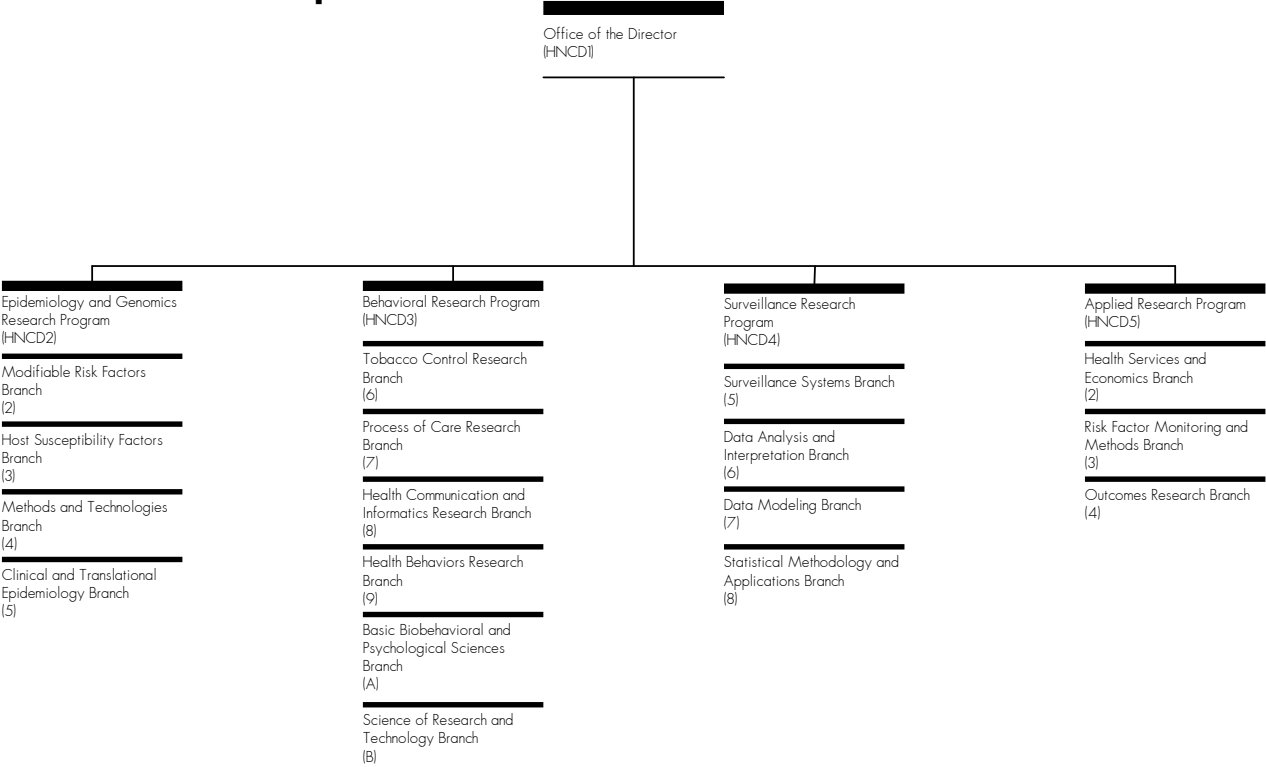 Office of the Director
(HNCD1)
Epidemiology and Genomics
Research Program
(HNCD2)
Modifiable Risk Factors
Branch
(2)
Host Susceptibility Factors
Branch
(3)
Methods and Technologies
Branch
(4)
Clinical and Translational
Epidemiology Branch
(5)
Behavioral Research Program
(HNCD3)
Tobacco Control Research
Branch
(6)
Process of Care Research
Branch
(7)
Health Communication and
Informatics Research Branch
(8)
Health Behaviors Research
Branch
(9)
Basic Biobehavioral and
Psychological Sciences
Branch
(A)
Science of Research and
Technology Branch
(B)
Surveillance Research
Program
(HNCD4)
Surveillance Systems Branch
(5)
Data Analysis and
Interpretation Branch
(6)
Data Modeling Branch
(7)
Statistical Methodology and
Applications Branch
(8)
Applied Research Program
(HNCD5)
Health Services and
Economics Branch
(2)
Risk Factor Monitoring and
Methods Branch
(3)
Outcomes Research Branch
(4)